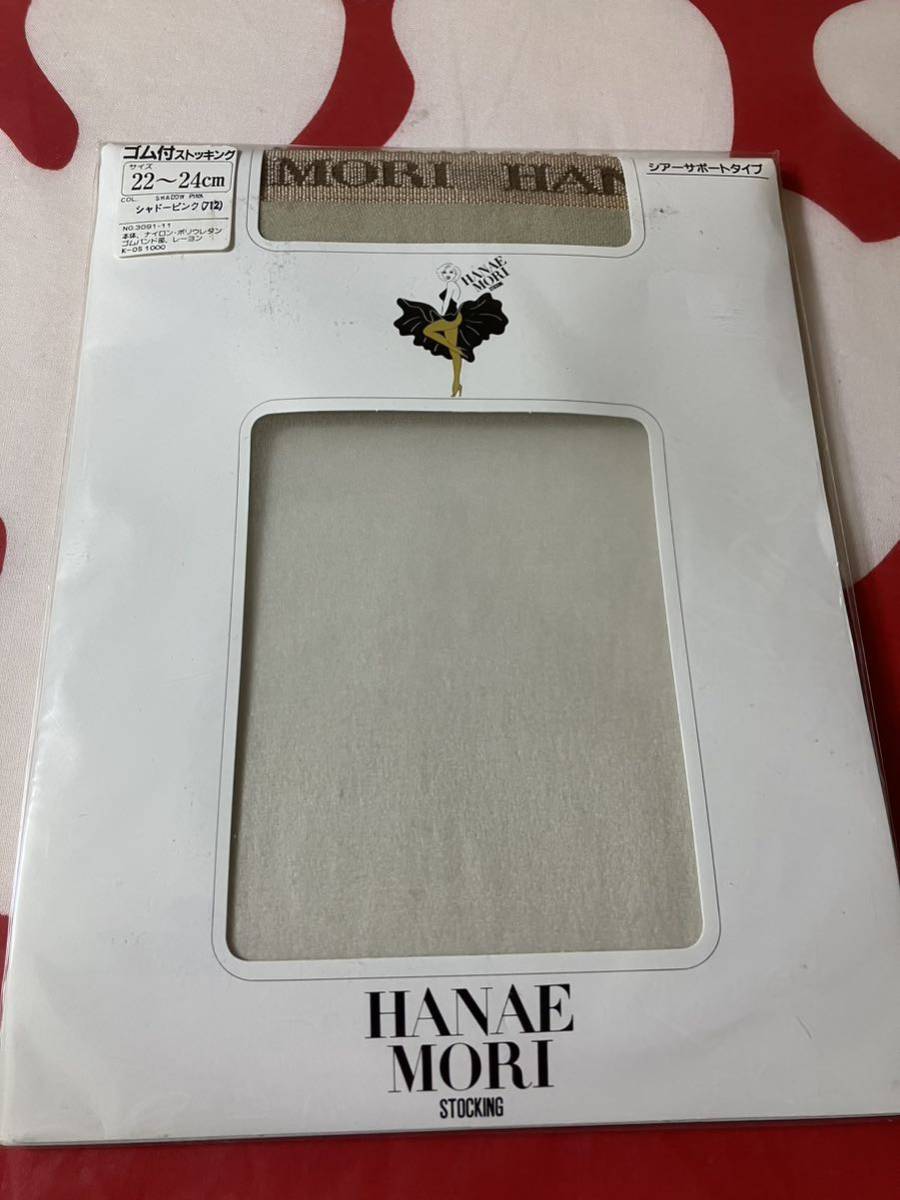 ゴム付ストッキング
サイズ
22～24cm
COL. SHADOW PINK
シャドーピンク(712)
NO.3091-11
本体、ナイロン・ポリウレタン
ゴムバンド部、レーヨン
K-OS 1000
MORI HAN
シアーサポートタイプ
HANAE
MORI
STOCKING
HANAE
MORI
STOCKING